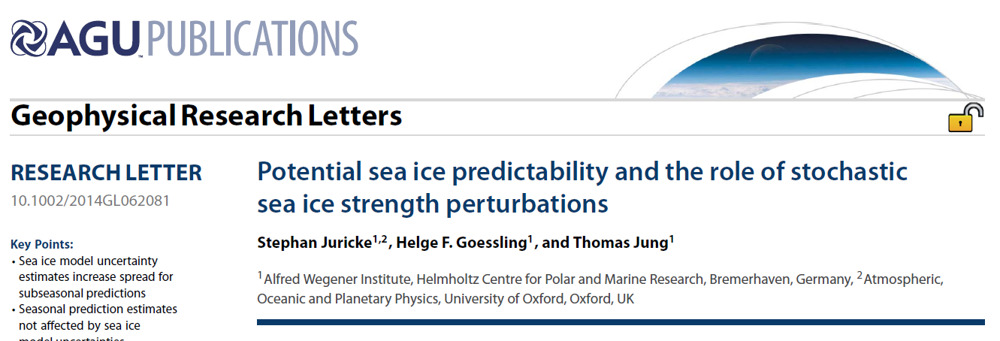 AGU PUBLICATIONS
Geophysical Research Letters
RESEARCH LETTER
10.1002/2014GL062081
Key Points:
• Sea ice model uncertainty
estimates increase spread for
subseasonal predictions
• Seasonal prediction estimates
not affected by sea ice
model uncertainties
Potential sea ice predictability and the role of stochastic
sea ice strength perturbations
Stephan Juricke1,2, Helge F. Goessling1, and Thomas Jung1
1Alfred Wegener Institute, Helmholtz Centre for Polar and Marine Research, Bremerhaven, Germany, 2Atmospheric,
Oceanic and Planetary Physics, University of Oxford, Oxford, UK